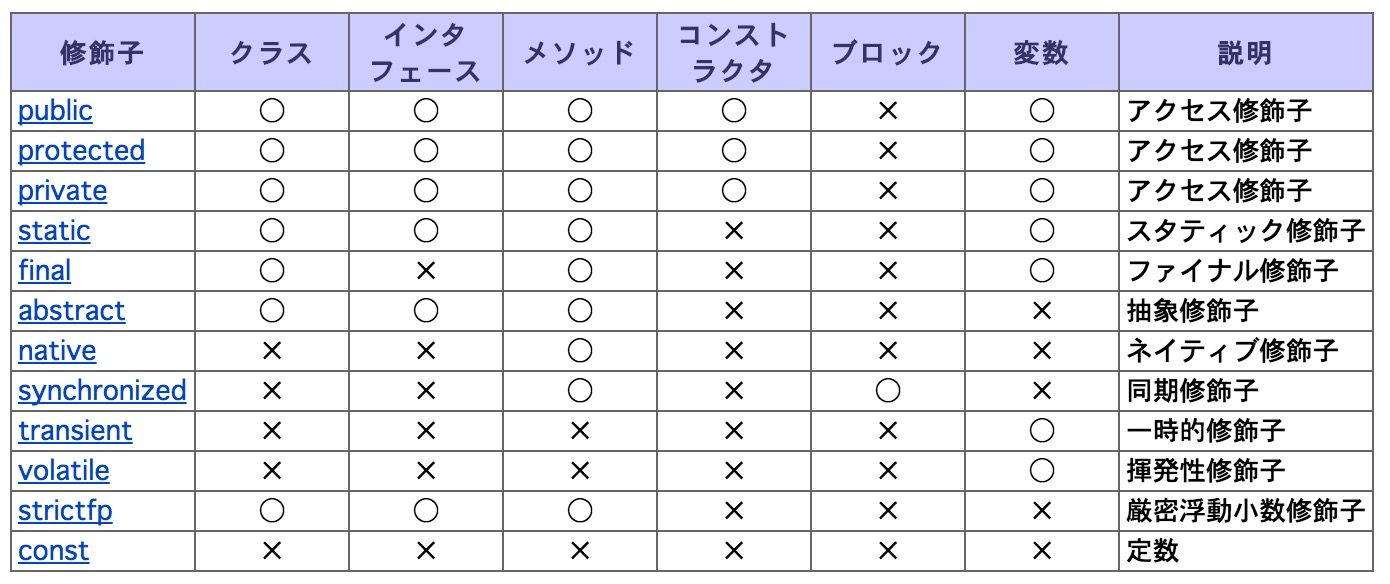 修飾子 クラス インタ フェース メソッド コンスト ラクタ ブロック 変数 説明
public ○ ○ ○ ○ × ○ アクセス修飾子
protected ○ ○ ○ ○ × ○ アクセス修飾子
private ○ ○ ○ ○ × ○ アクセス修飾子
static ○ ○ ○ × × ○ スタティック修飾子
final ○ × ○ × × ○ ファイナル修飾子
abstract ○ ○ ○ × × × 抽象修飾子
native × × ○ × × × ネイティブ修飾子
synchronized × × ○ × ○ × 同期修飾子
transient × × × × × ○ 一時的修飾子
volatile × × × × × ○ 揮発性修飾子
strictfp ○ ○ ○ × × × 厳密浮動小数修飾子
const × × × × × × 定数